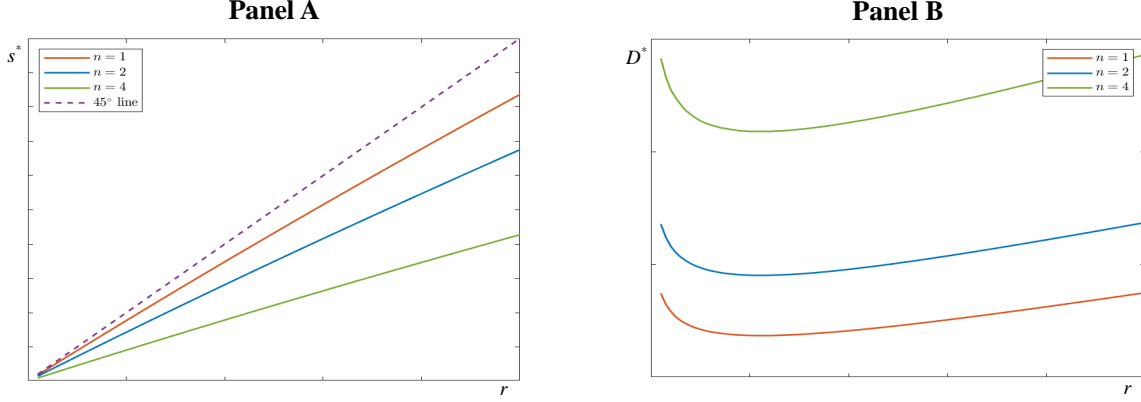 Panel A
s*
n = 1
n = 2
n = 4
45° line
r
Panel B
D*
n = 1
n = 2
n = 4
r